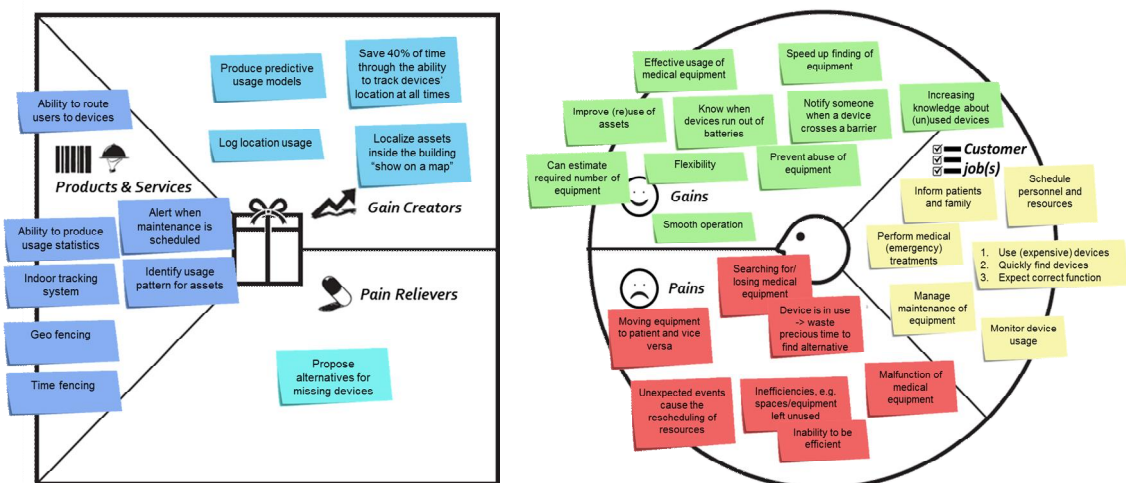 Ability to route
users to devices
Products & Services
Ability to produce
usage statistics
Alert when
maintenance is
scheduled
Indoor tracking
system
Identify usage
pattern for assets
Geo fencing
Time fencing
Produce predictive
usage models
Save 40% of time
through the ability
to track devices'
location at all times
Log location usage
Localize assets
inside the building
“show on a map”
Gain Creators
Pain Relievers
Propose
alternatives for
missing devices
Effective usage of
medical equipment
Speed up finding of
equipment
Improve (re)use of
assets
Know when
devices run out of
batteries
Notify someone
when a device
crosses a barrier
Increasing
knowledge about
(un)used devices
Can estimate
required number of
equipment
Flexibility
Prevent abuse of
equipment
Gains
Smooth operation
Customer
job(s)
Inform patients
and family
Schedule
personnel and
resources
Perform medical
(emergency)
treatments
1. Use (expensive) devices
2. Quickly find devices
3. Expect correct function
Manage
maintenance of
equipment
Monitor device
usage
Pains
Searching for/
losing medical
equipment
Moving equipment
to patient and vice
versa
Device is in use
-> waste
precious time to
find alternative
Unexpected events
cause the
rescheduling of
resources
Inefficiencies, e.g.
spaces/equipment
left unused
Inability to be
efficient
Malfunction of
medical
equipment